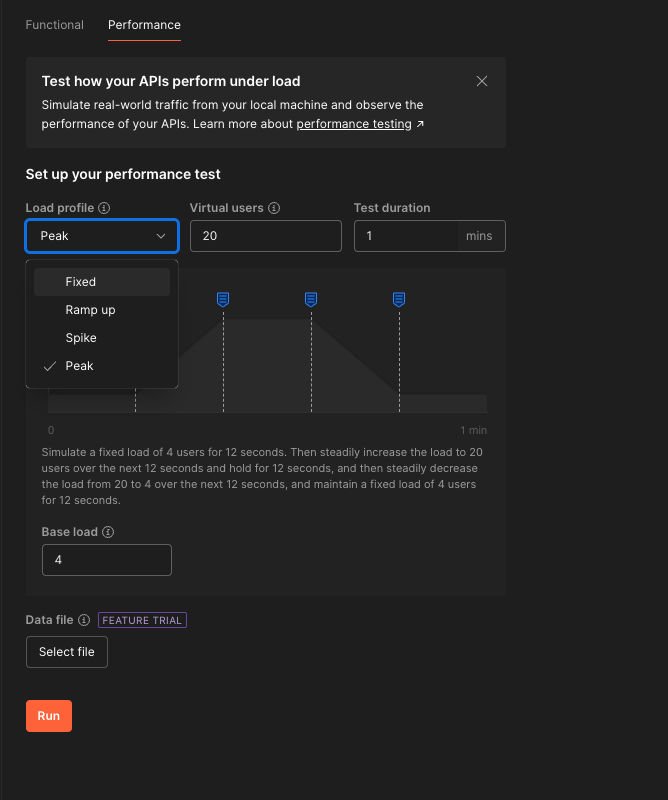 Functional Performance
Test how your APIs perform under load
Simulate real-world traffic from your local machine and observe the
performance of your APIs. Learn more about performance testing ↗
Set up your performance test
Load profile Virtual users Test duration
Peak 20 1 mins
Fixed
Ramp up
Spike
Peak
0 1 min
Simulate a fixed load of 4 users for 12 seconds. Then steadily increase the load to 20
users over the next 12 seconds and hold for 12 seconds, and then steadily decrease
the load from 20 to 4 over the next 12 seconds, and maintain a fixed load of 4 users
for 12 seconds.
Base load
4
Data file FEATURE TRIAL
Select file
Run